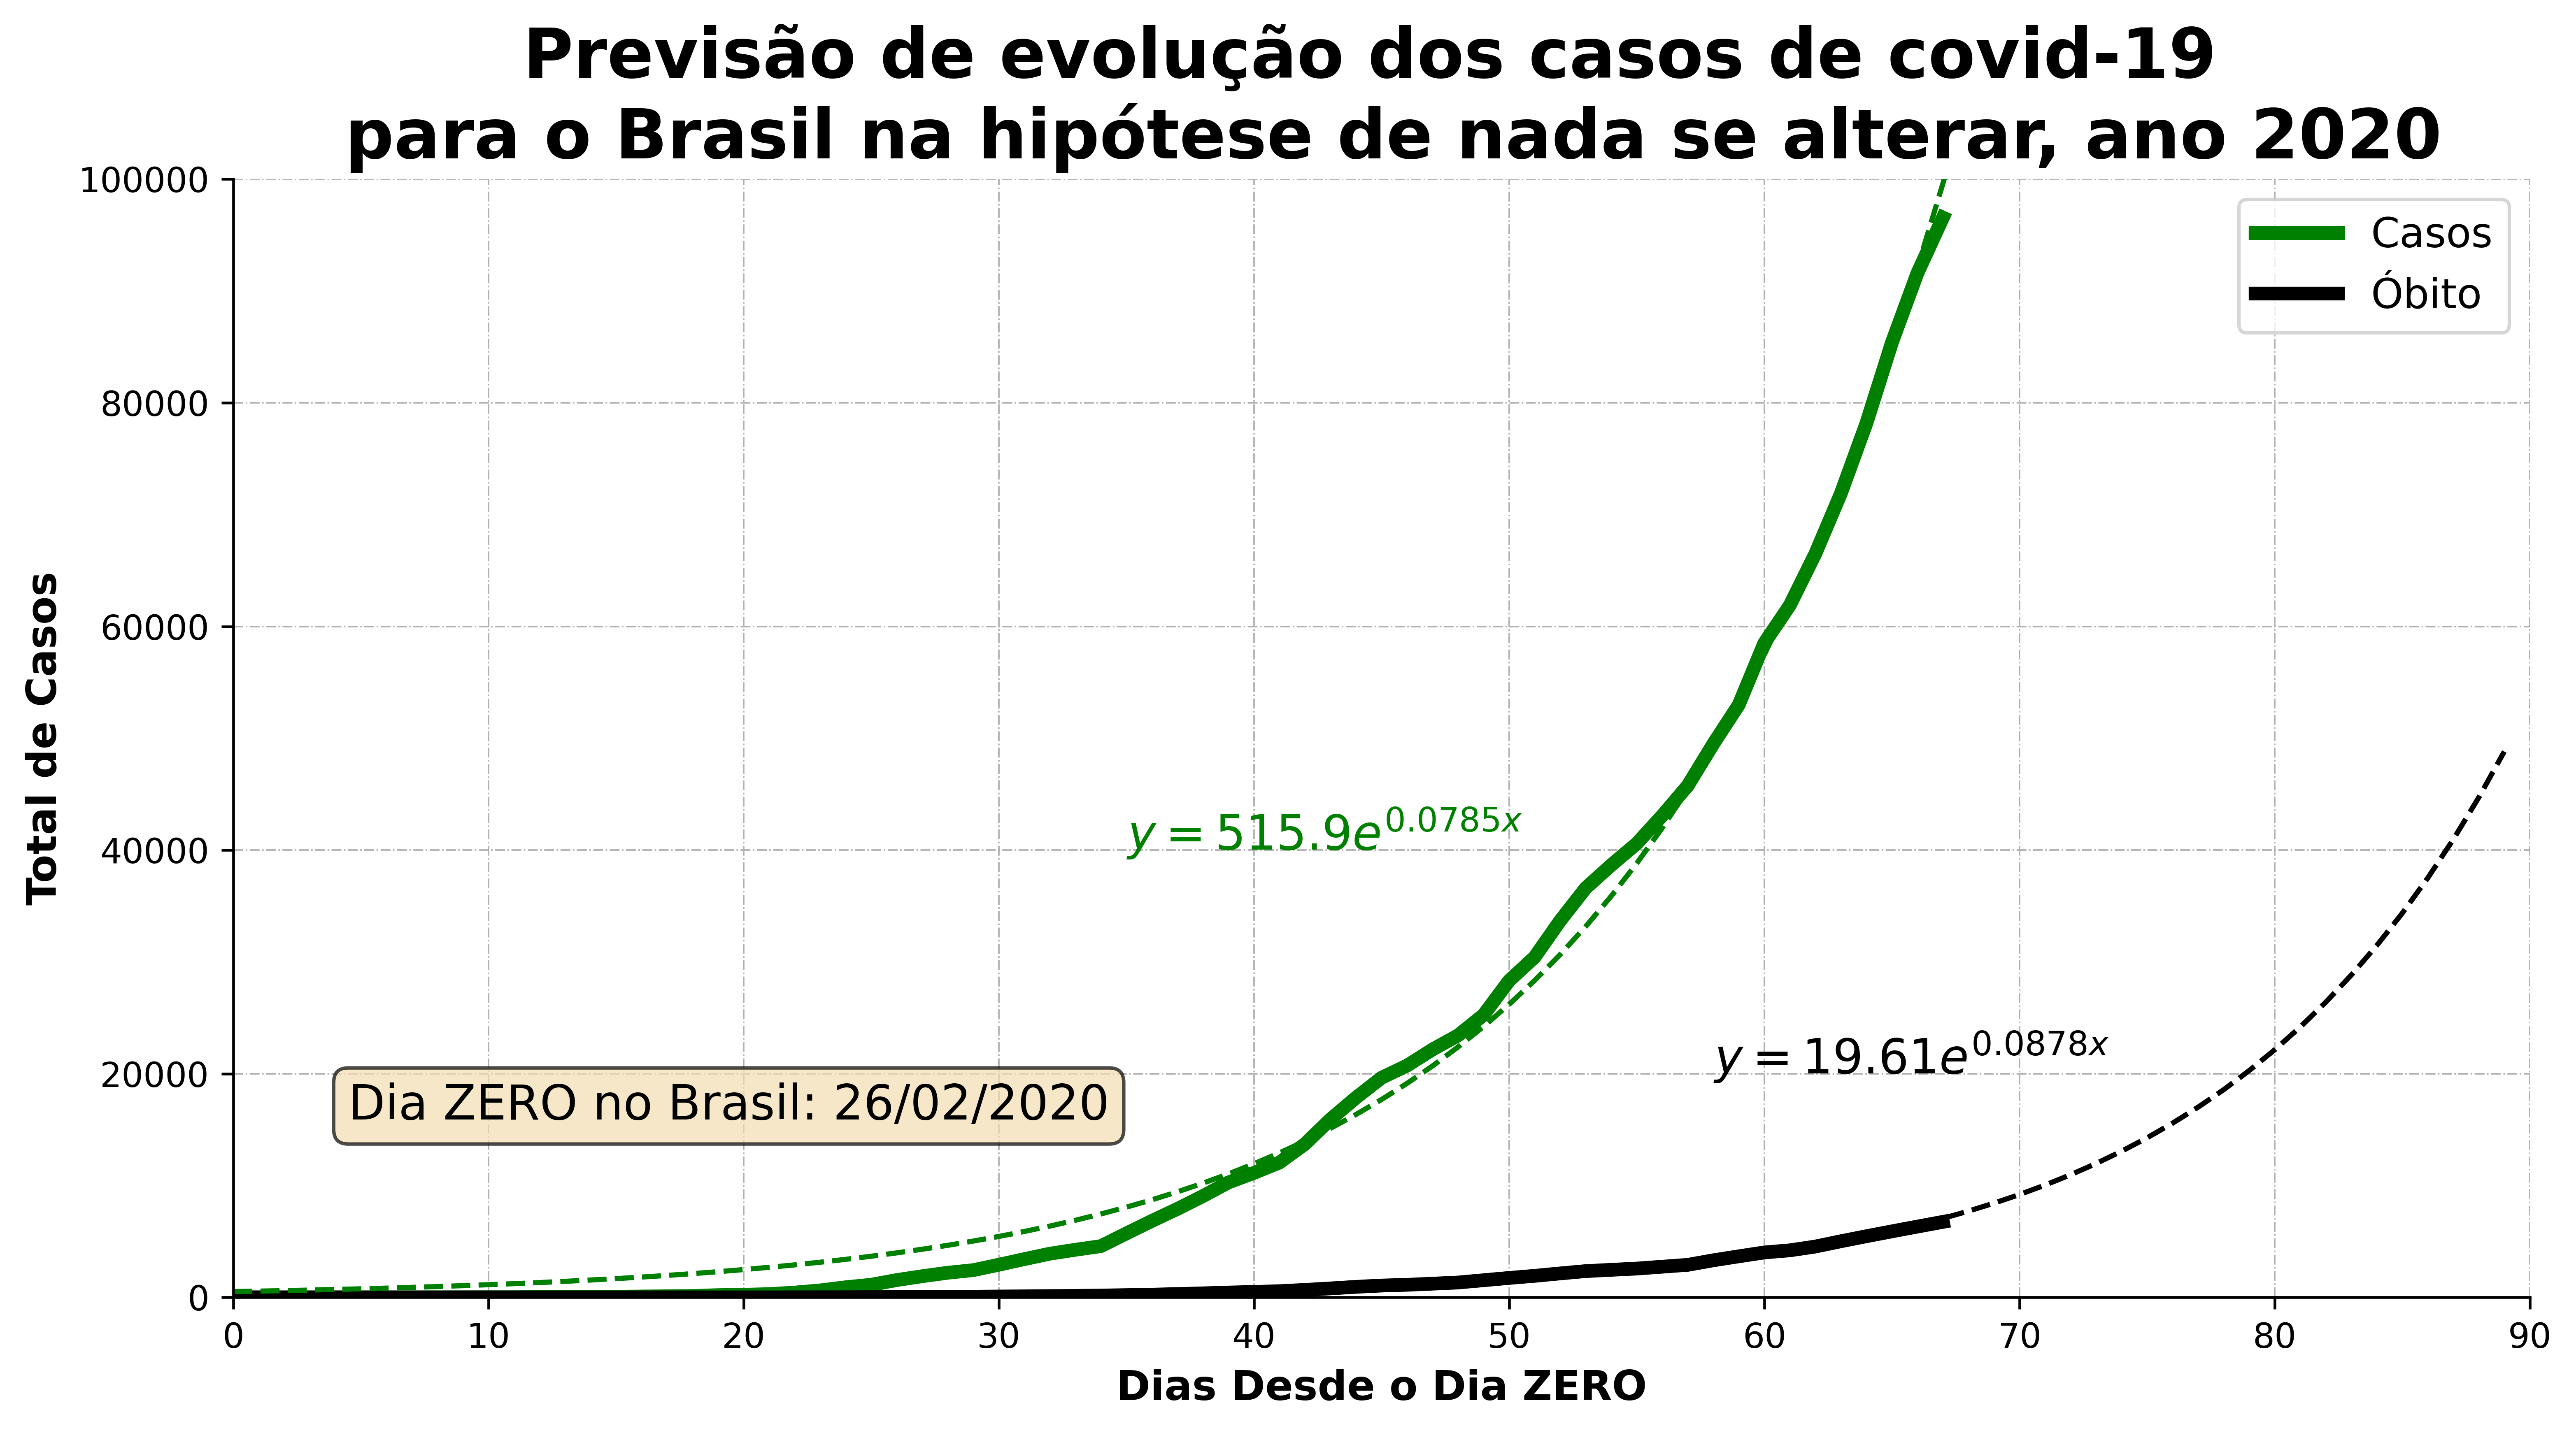 Previsão de evolução dos casos de covid-19
para o Brasil na hipótese de nada se alterar, ano 2020
100000
80000
60000
40000
20000
0
Total de Casos
Casos
Óbito
y = 515.9e^{0.0785x}
y = 19.61e^{0.0878x}
Dia ZERO no Brasil: 26/02/2020
0 10 20 30 40 50 60 70 80 90
Dias Desde o Dia ZERO